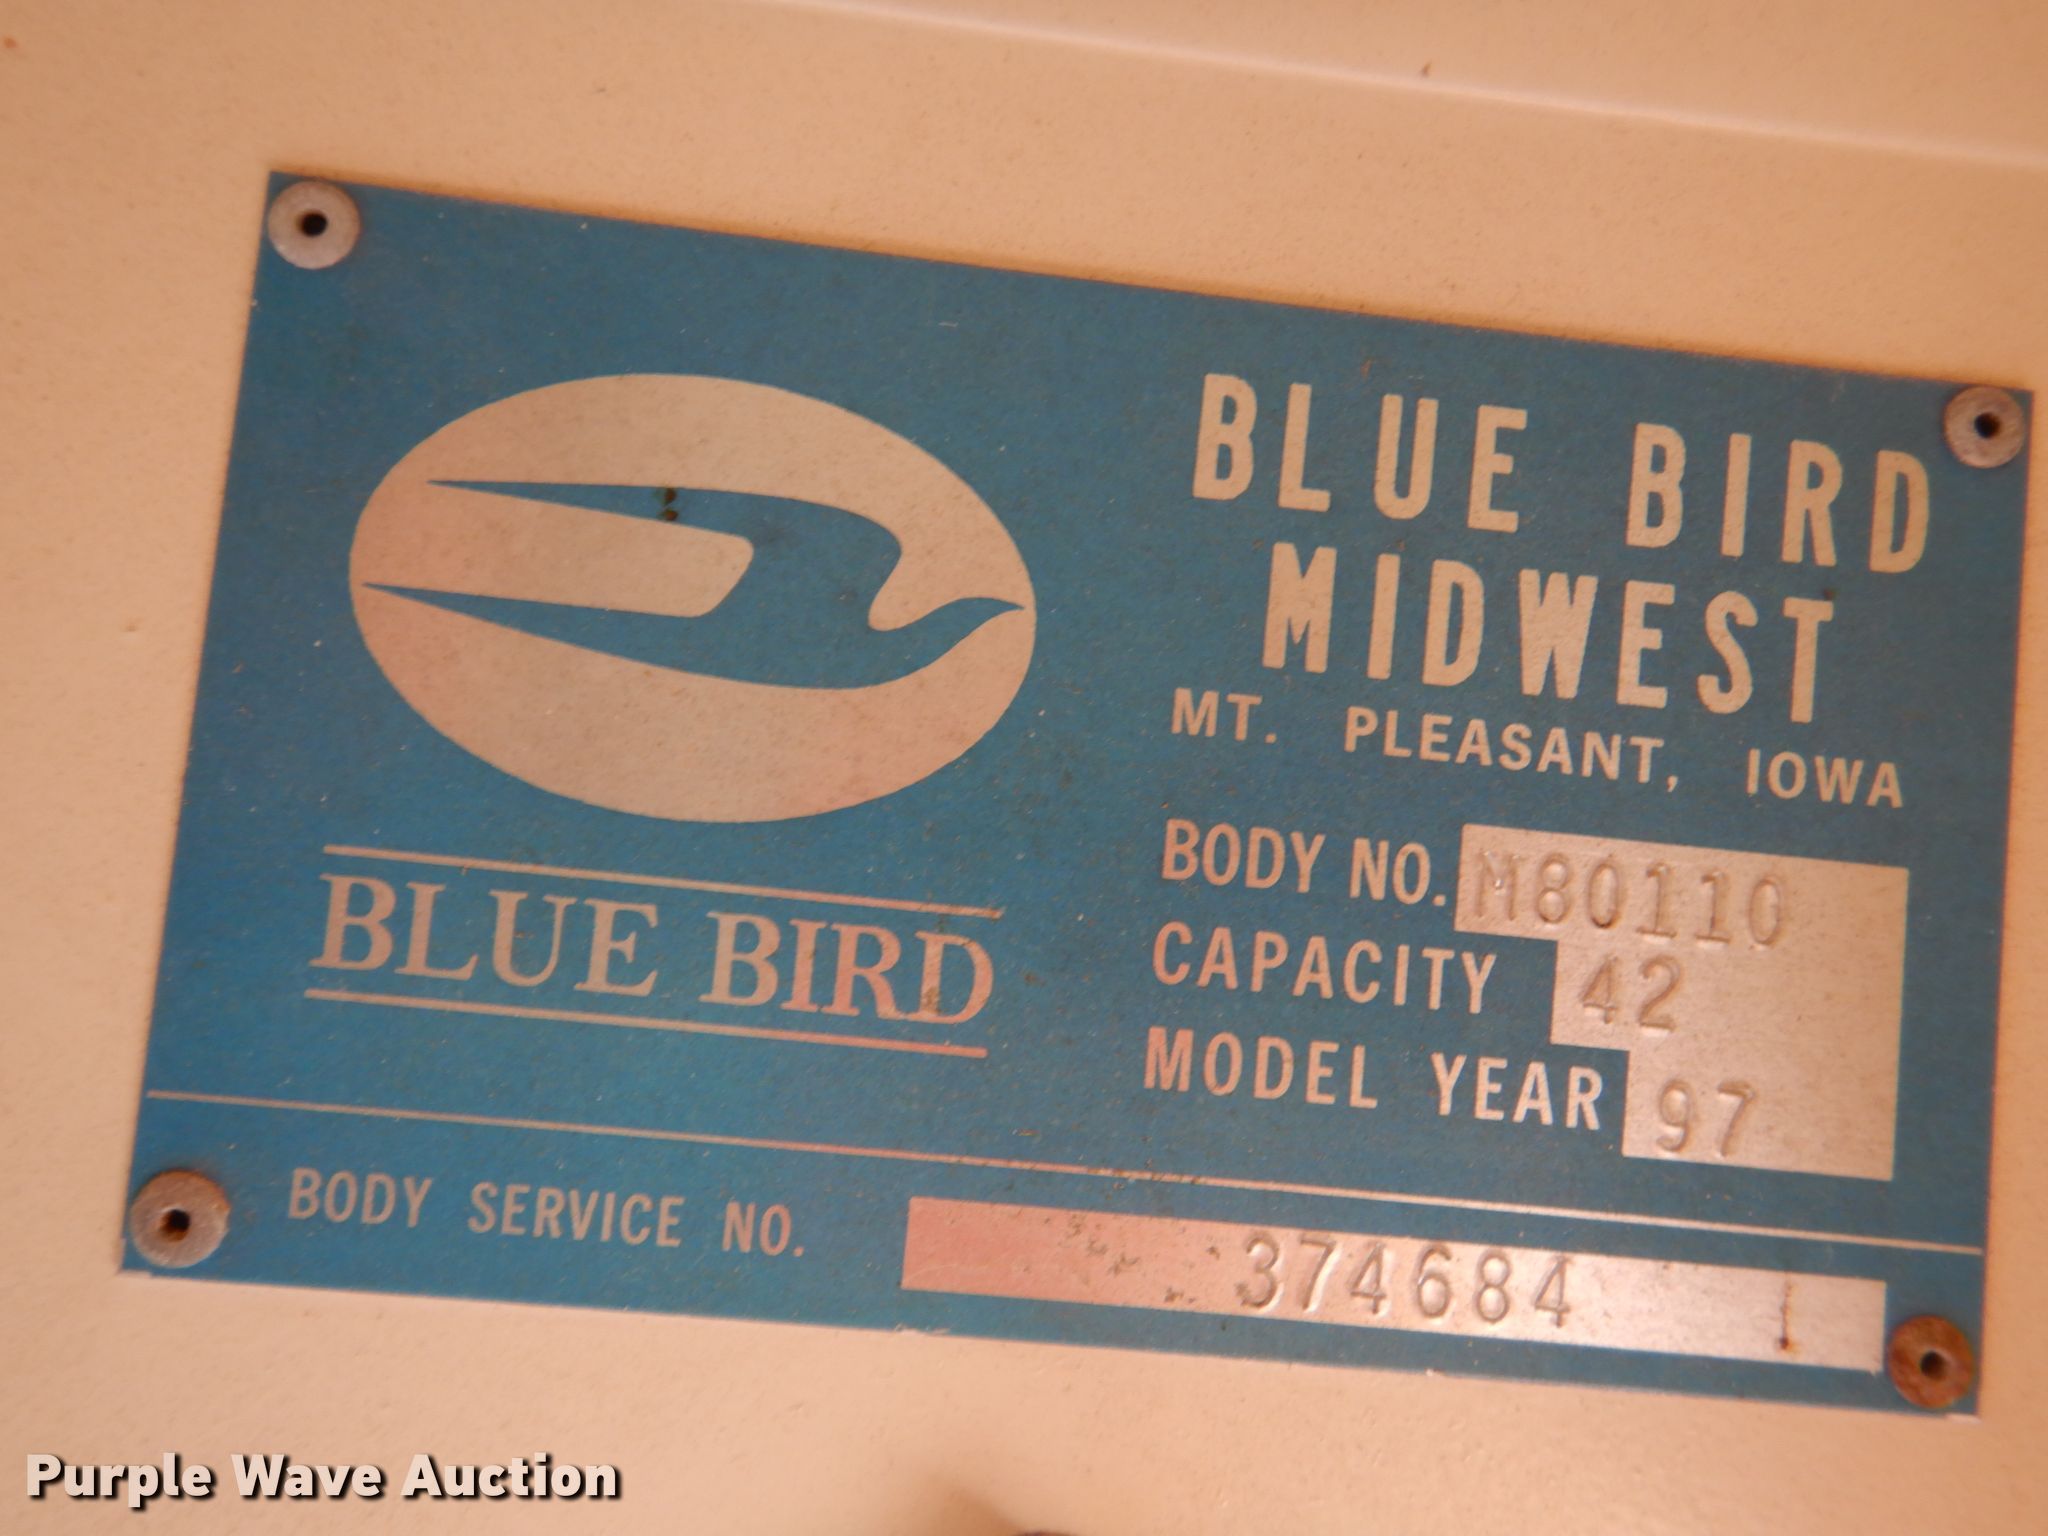 BLUE BIRD
MIDWEST
MT. PLEASANT, IOWA
BODY NO. M80110
CAPACITY 42
MODEL YEAR 97
BLUE BIRD
BODY SERVICE NO. 374684
Purple Wave Auction